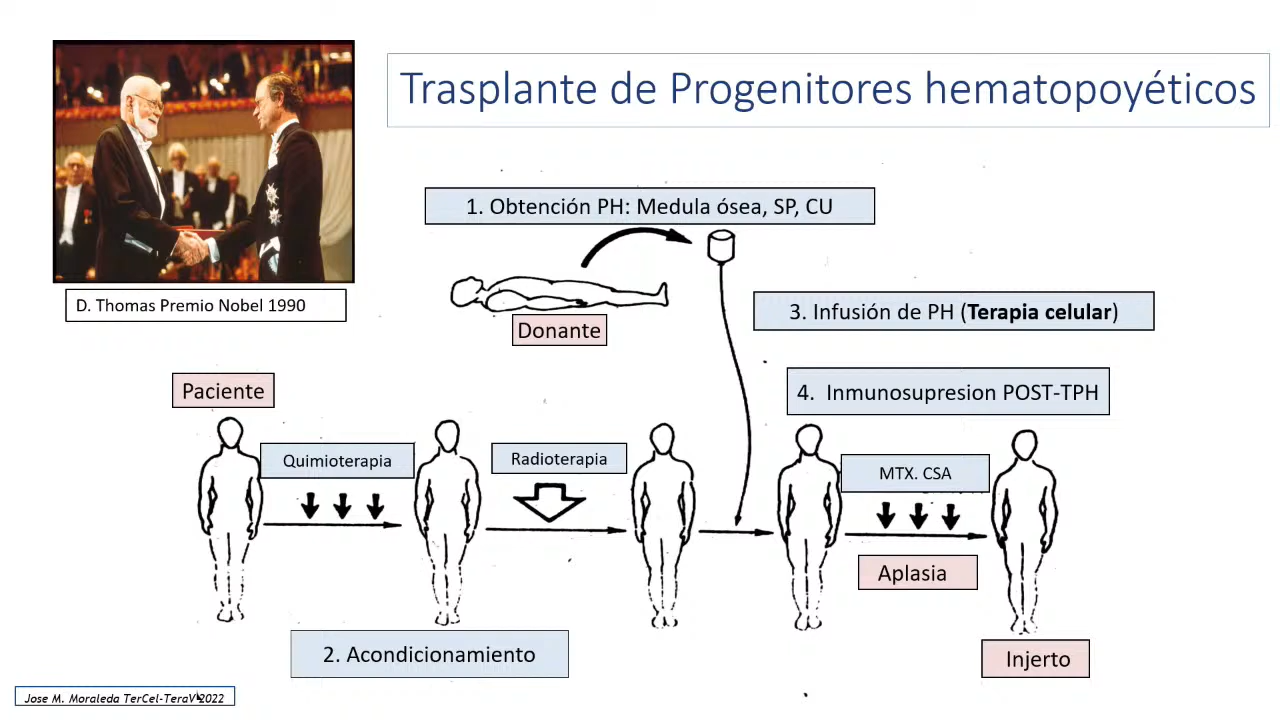 Trasplante de Progenitores hematopoyéticos
D. Thomas Premio Nobel 1990
1. Obtención PH: Medula ósea, SP, CU
Donante
3. Infusión de PH (Terapia celular)
4. Inmunosupresion POST-TPH
Paciente
Quimioterapia
Radioterapia
MTX. CSA
Aplasia
2. Acondicionamiento
Injerto
Jose M. Moraleda TerCel-TeraV 2022